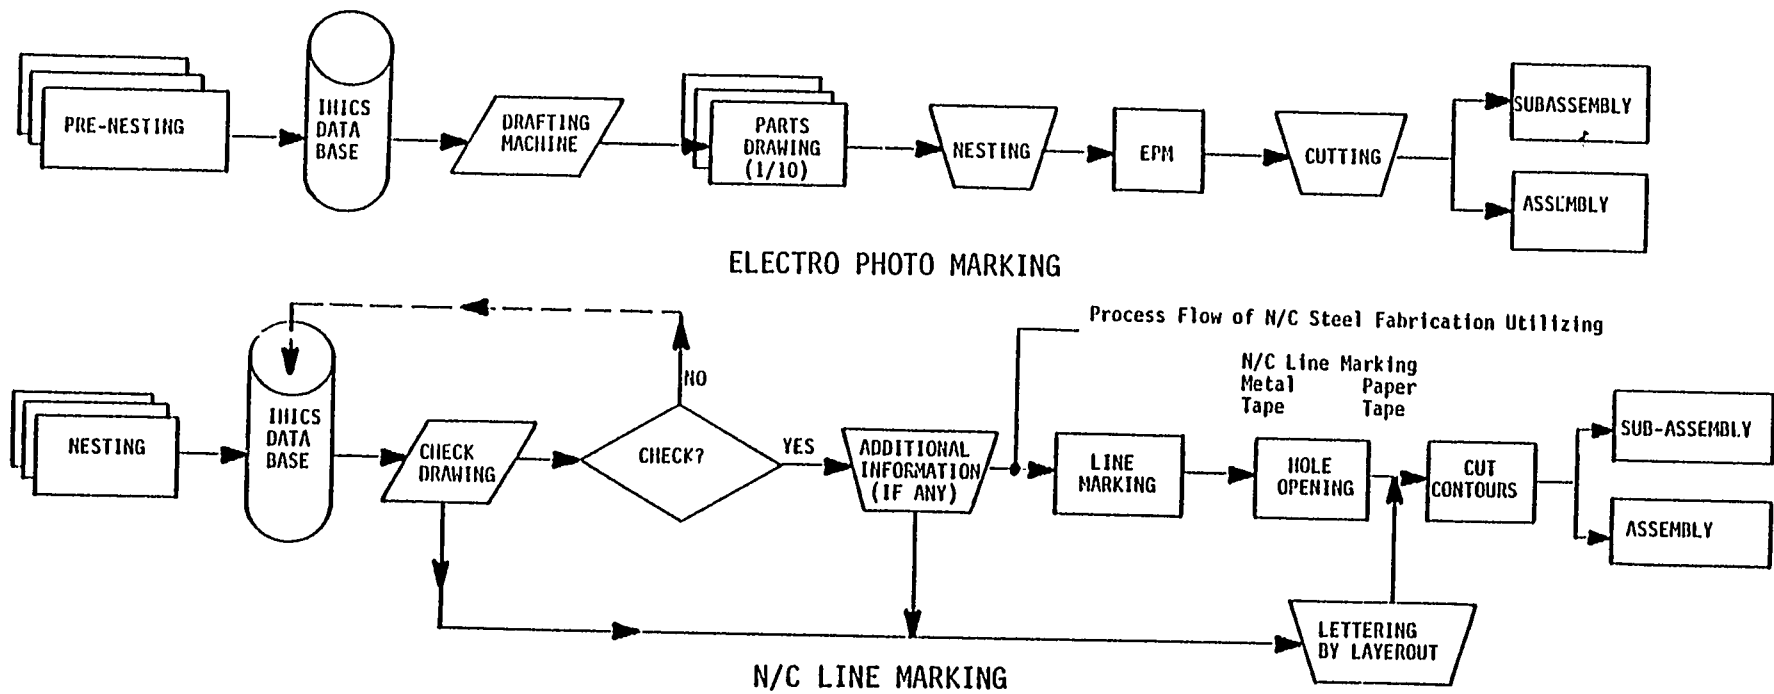 PRE-NESTING
IHICS
DATA
BASE
DRAFTING
MACHINE
PARTS
DRAWING
(1/10)
NESTING
EPM
CUTTING
SUBASSEMBLY
ASSEMBLY
ELECTRO PHOTO MARKING
Process Flow of N/C Steel Fabrication Utilizing
N/C Line Marking
Metal Paper
Tape Tape
NO
NESTING
IHICS
DATA
BASE
CHECK
DRAWING
CHECK?
YES
ADDITIONAL
INFORMATION
(IF ANY)
LINE
MARKING
HOLE
OPENING
CUT
CONTOURS
SUB-ASSEMBLY
ASSEMBLY
LETTERING
BY LAYEROUT
N/C LINE MARKING